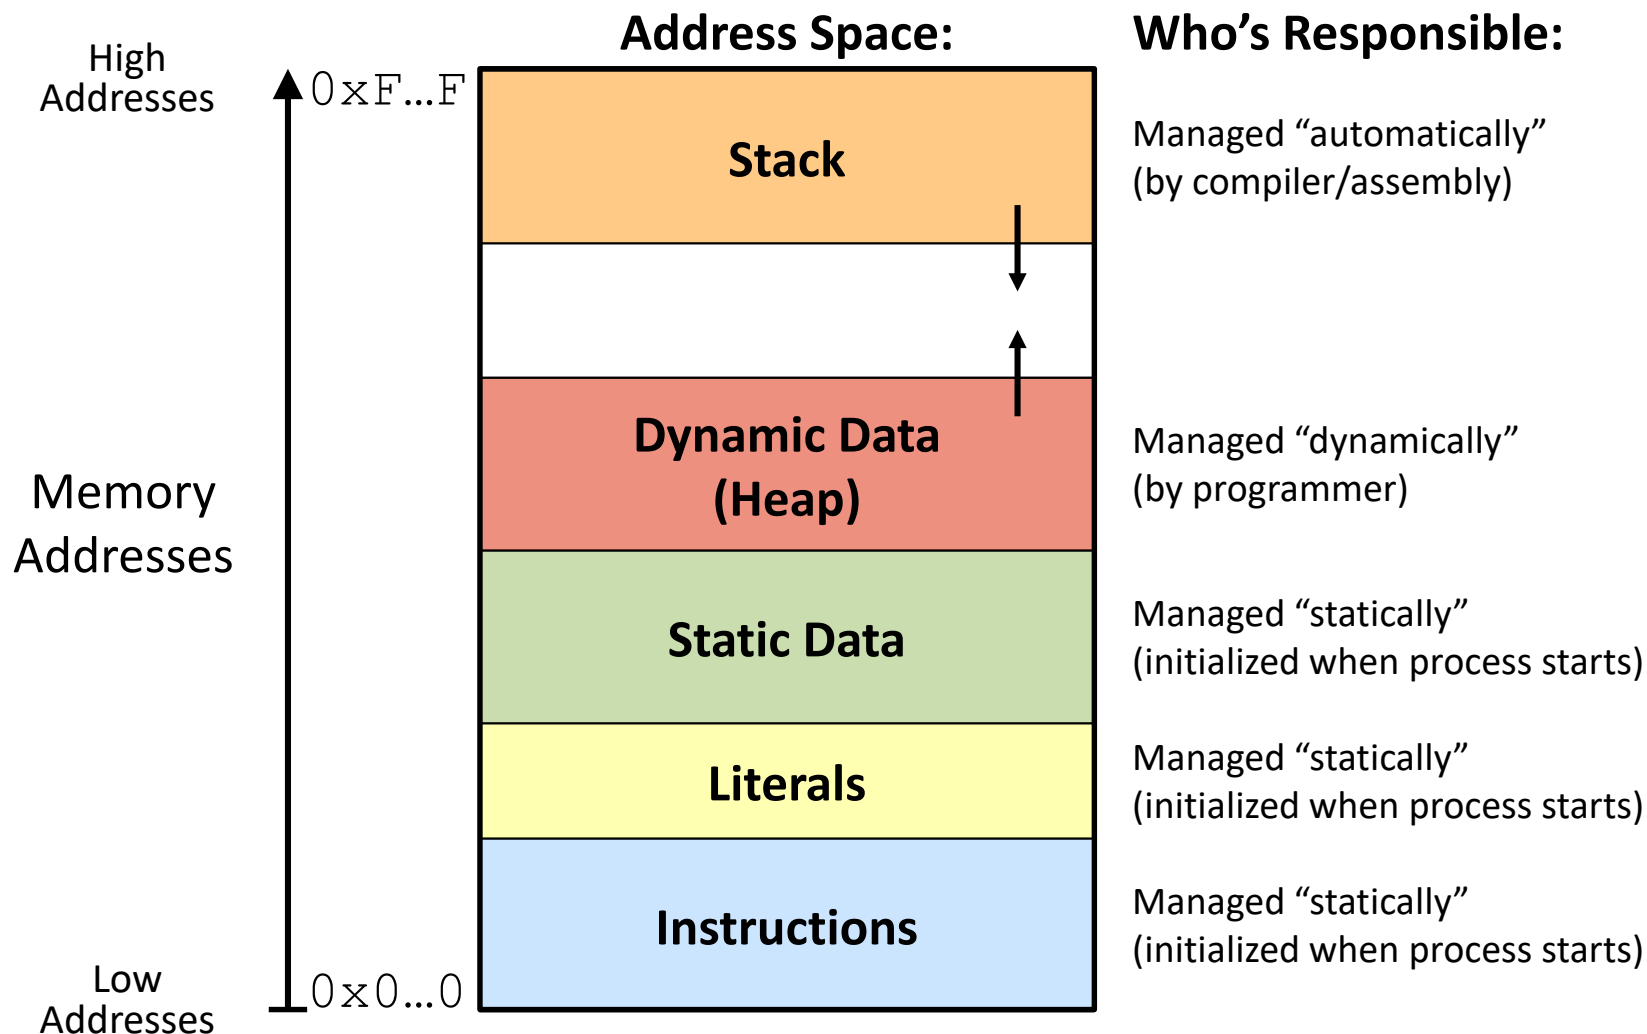 Address Space:
Who’s Responsible:
High
Addresses
0xF…F
Stack
Managed “automatically”
(by compiler/assembly)
Memory
Addresses
Dynamic Data
(Heap)
Managed “dynamically”
(by programmer)
Static Data
Managed “statically”
(initialized when process starts)
Literals
Managed “statically”
(initialized when process starts)
Instructions
Managed “statically”
(initialized when process starts)
Low
Addresses
0x0…0